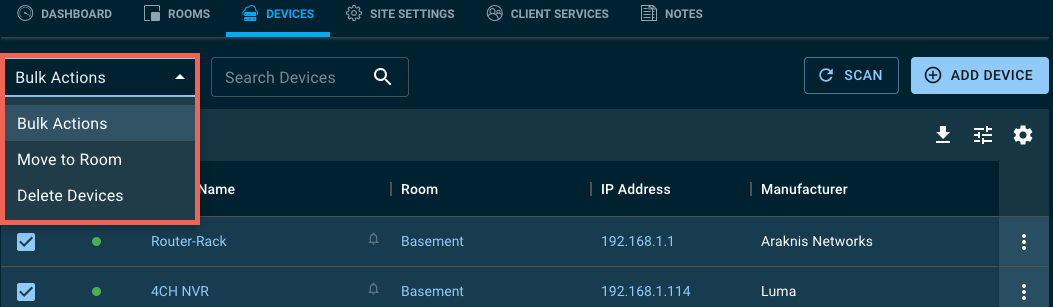 DASHBOARD ROOMS DEVICES SITE SETTINGS CLIENT SERVICES NOTES
Bulk Actions Search Devices SCAN ADD DEVICE
Bulk Actions
Move to Room
Delete Devices
Name Room IP Address Manufacturer
Router-Rack Basement 192.168.1.1 Araknis Networks
4CH NVR Basement 192.168.1.114 Luma